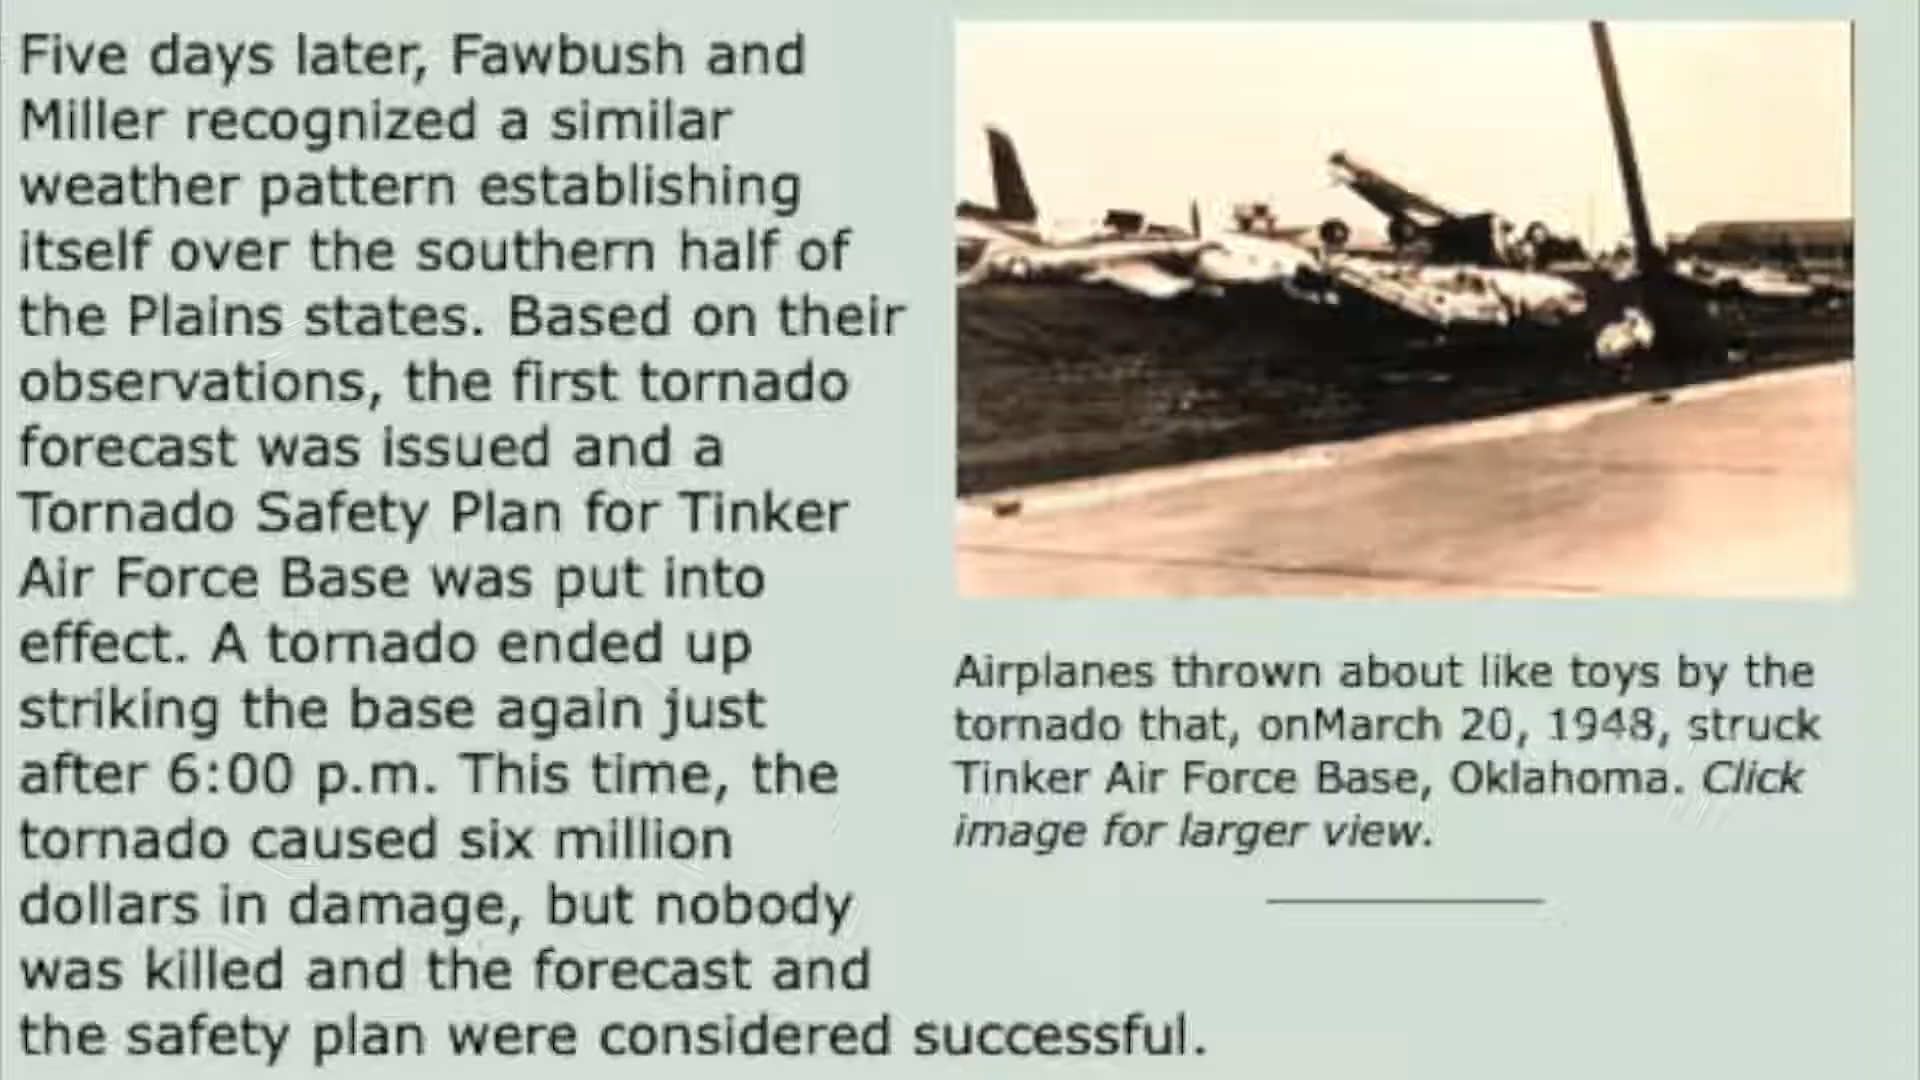 Five days later, Fawbush and
Miller recognized a similar
weather pattern establishing
itself over the southern half of
the Plains states. Based on their
observations, the first tornado
forecast was issued and a
Tornado Safety Plan for Tinker
Air Force Base was put into
effect. A tornado ended up
striking the base again just
after 6:00 p.m. This time, the
tornado caused six million
dollars in damage, but nobody
was killed and the forecast and
the safety plan were considered successful.
Airplanes thrown about like toys by the
tornado that, onMarch 20, 1948, struck
Tinker Air Force Base, Oklahoma. Click
image for larger view.